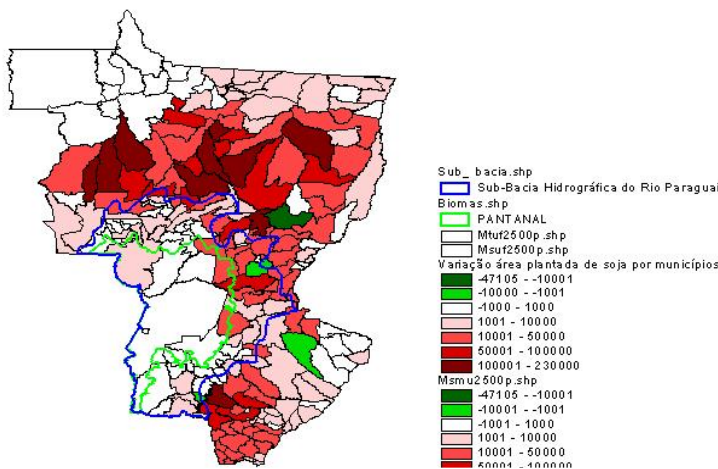 Sub_ bacia.shp
Sub-Bacia Hidrográfica do Rio Paraguai
Biomas.shp
PANTANAL
Mtuf2500p.shp
Msuf2500p.shp
Variação área plantada de soja por municípios
-47105 - -10001
-10000 - -1001
-1000 - 1000
1001 - 10000
10001 - 50000
50001 - 100000
100001 - 230000
Msmu2500p.shp
-47105 - -10001
-10001 - -1001
-1001 - 1000
1001 - 10000
10001 - 50000
50001 - 100000